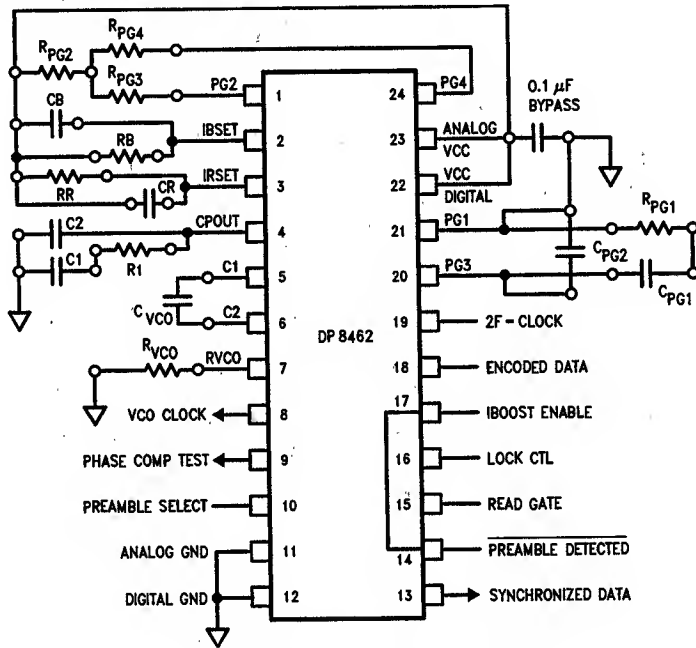 RPG2
RPG4
RPG3
PG2
1
CB
IBSET
2
RB
RR
IRSET
3
CR
CPOUT
4
C2
C1
R1
C1
5
CVCO
C2
6
RVCO
RVCO
7
VCO CLOCK
8
PHASE COMP TEST
9
PREAMBLE SELECT
10
ANALOG GND
11
DIGITAL GND
12
DP8462
24
PG4
0.1 µF
BYPASS
23
ANALOG
VCC
22
VCC
DIGITAL
21
PG1
RPG1
CPG2
20
PG3
CPG1
19
2F-CLOCK
18
ENCODED DATA
17
IBOOST ENABLE
16
LOCK CTL
15
READ GATE
14
PREAMBLE DETECTED
13
SYNCHRONIZED DATA